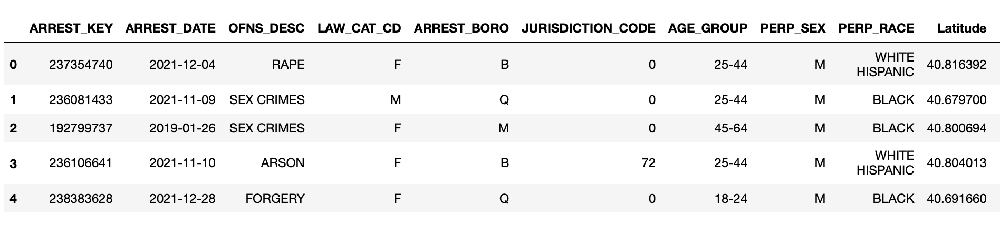 ARREST_KEY ARREST_DATE OFNS_DESC LAW_CAT_CD ARREST_BORO JURISDICTION_CODE AGE_GROUP PERP_SEX PERP_RACE Latitude
0 237354740 2021-12-04 RAPE F B 0 25-44 M WHITE HISPANIC 40.816392
1 236081433 2021-11-09 SEX CRIMES M Q 0 25-44 M BLACK 40.679700
2 192799737 2019-01-26 SEX CRIMES F M 0 45-64 M BLACK 40.800694
3 236106641 2021-11-10 ARSON F B 72 25-44 M WHITE HISPANIC 40.804013
4 238383628 2021-12-28 FORGERY F Q 0 18-24 M BLACK 40.691660